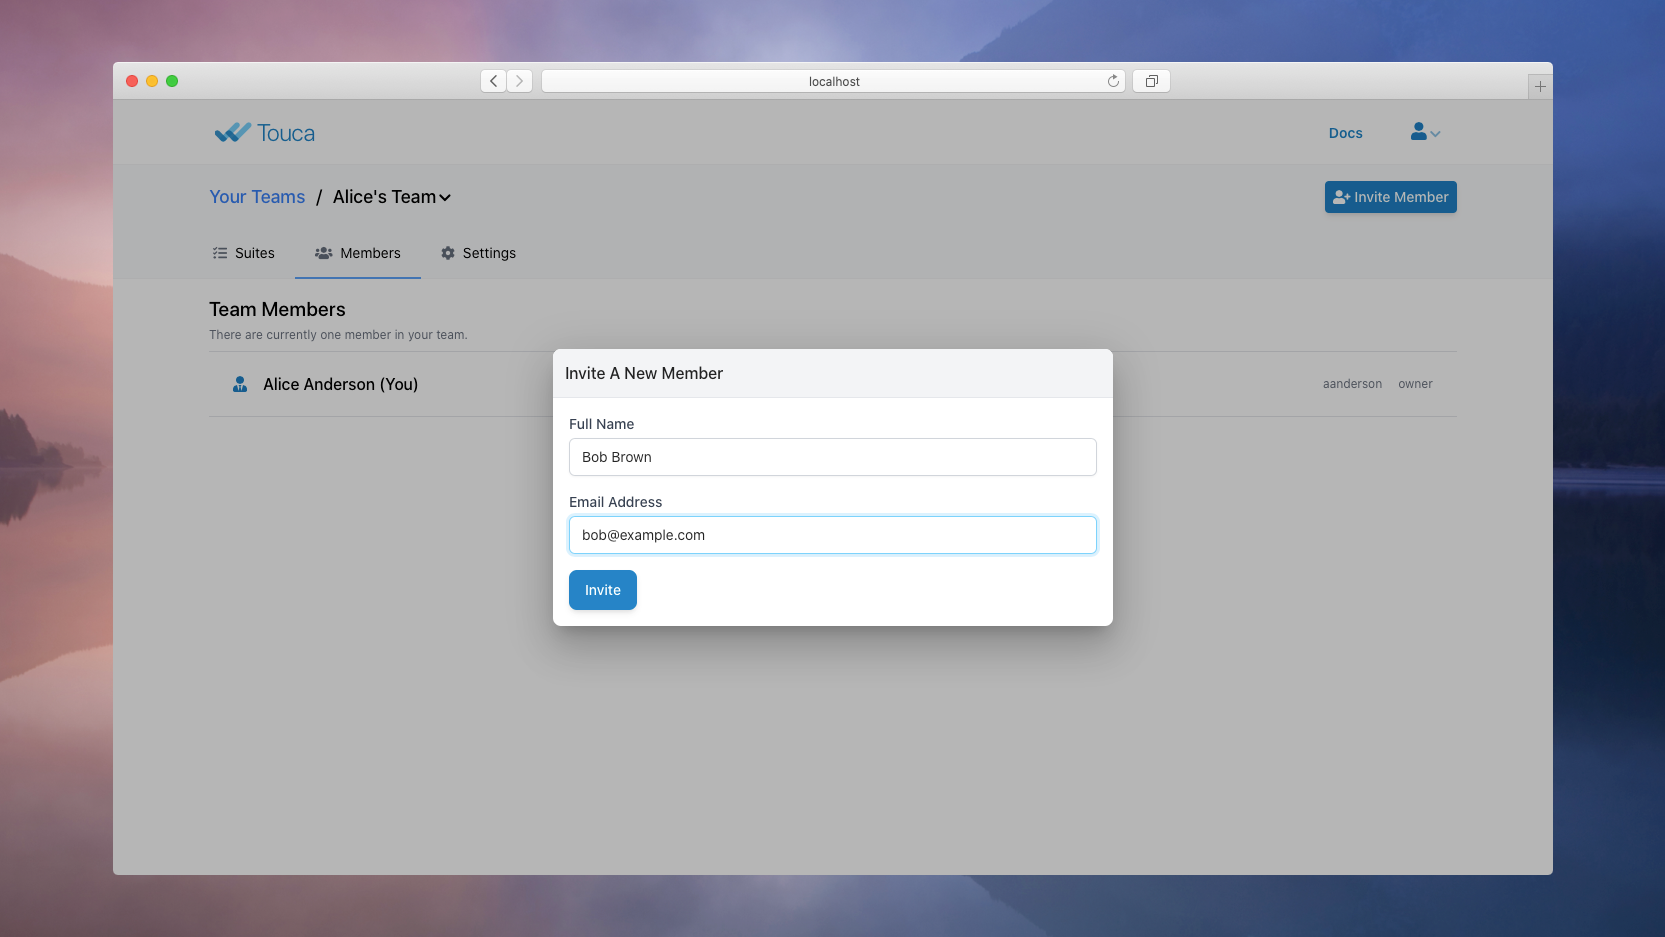 localhost
Touca
Docs
Your Teams / Alice's Team
Invite Member
Suites Members Settings
Team Members
There are currently one member in your team.
Alice Anderson (You) aanderson owner
Invite A New Member
Full Name
Bob Brown
Email Address
bob@example.com
Invite